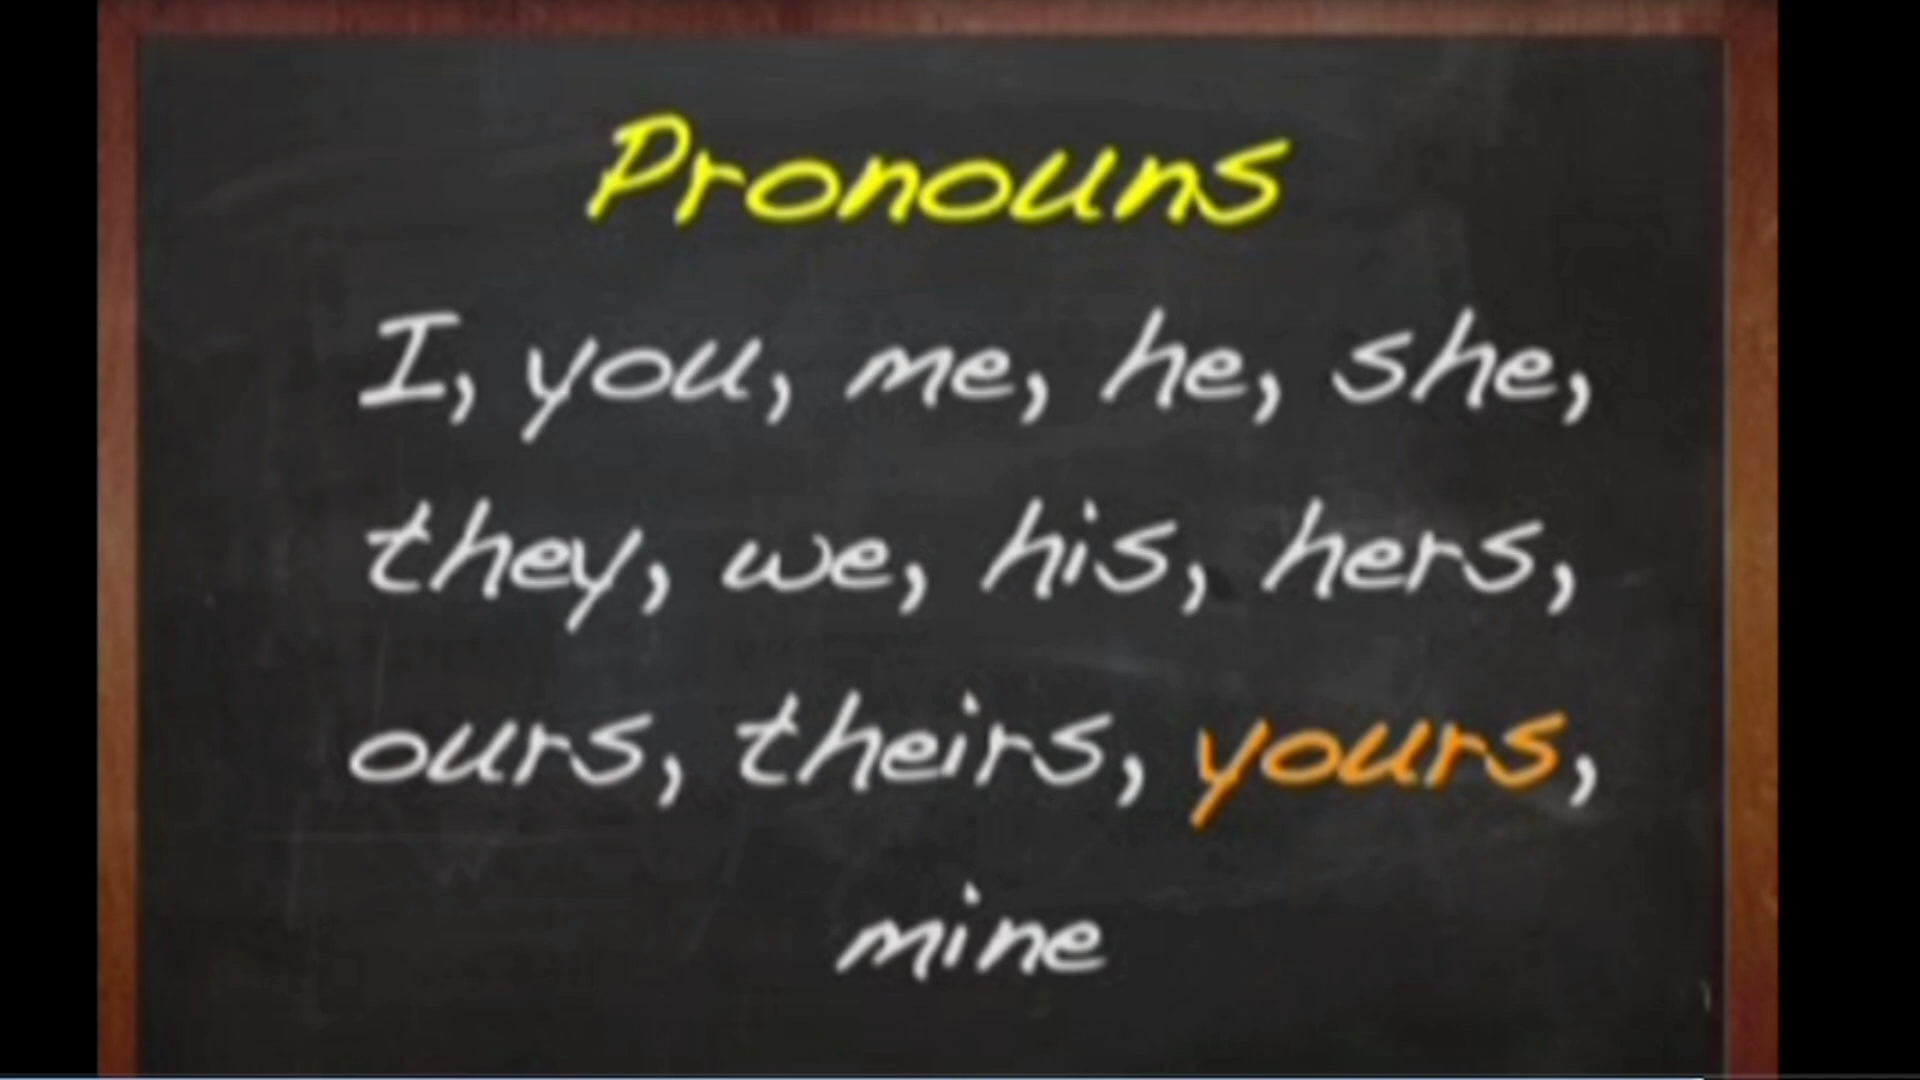 Pronouns
I, you, me, he, she,
they, we, his, hers,
ours, theirs, yours,
mine